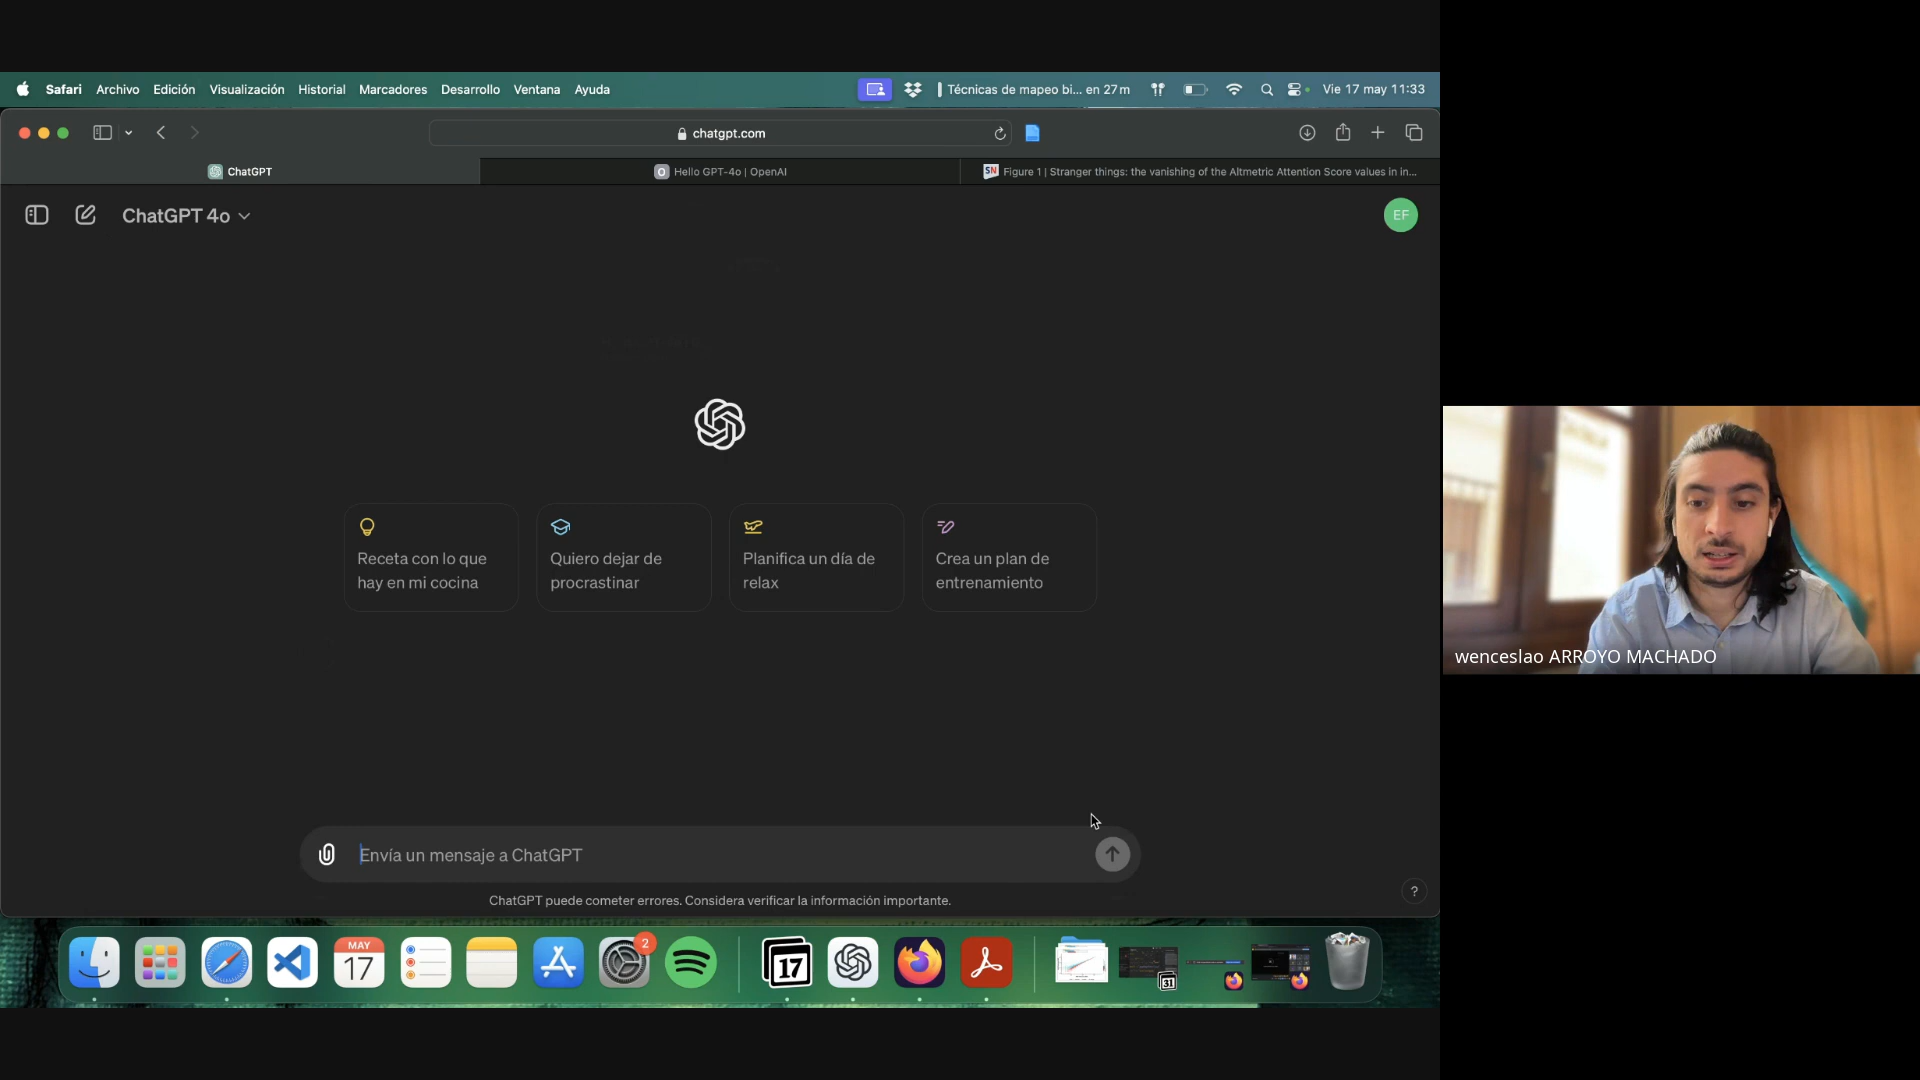 Safari Archivo Edición Visualización Historial Marcadores Desarrollo Ventana Ayuda
Técnicas de mapeo bi... en 27 m
Vie 17 may 11:33
chatgpt.com
ChatGPT
Hello GPT-4o | OpenAI
SN Figure 1 | Stranger things: the vanishing of the Altmetric Attention Score values in in...
ChatGPT 4o
EF
Receta con lo que
hay en mi cocina
Quiero dejar de
procrastinar
Planifica un día de
relax
Crea un plan de
entrenamiento
wenceslao ARROYO MACHADO
Envía un mensaje a ChatGPT
ChatGPT puede cometer errores. Considera verificar la información importante.
?
MAY
17
2
17
31